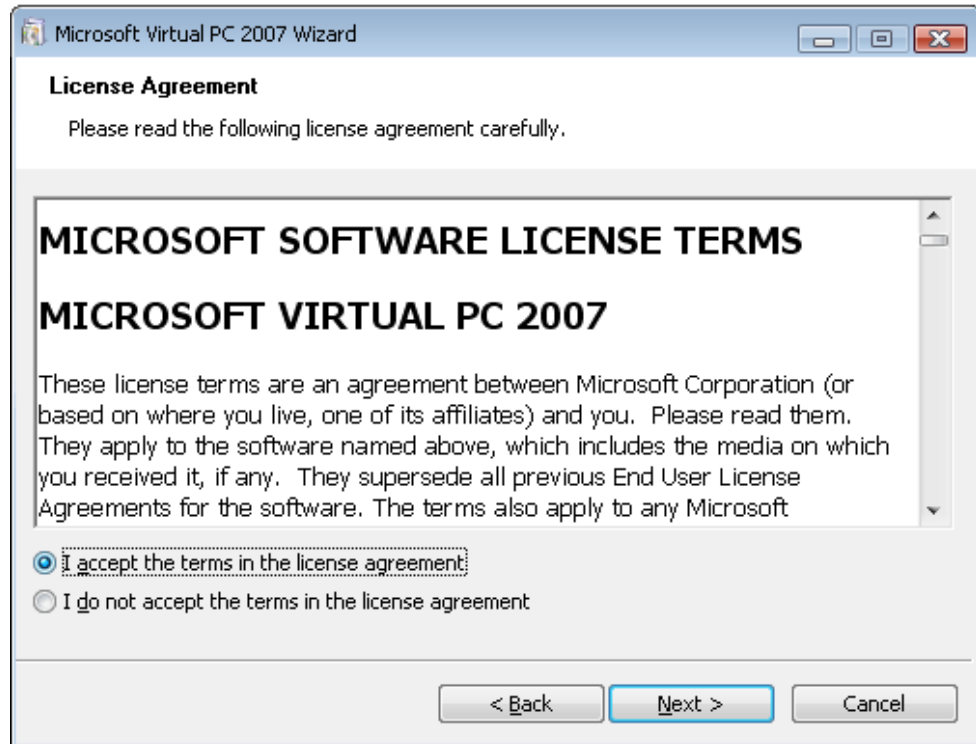 Microsoft Virtual PC 2007 Wizard
License Agreement
Please read the following license agreement carefully.
MICROSOFT SOFTWARE LICENSE TERMS
MICROSOFT VIRTUAL PC 2007
These license terms are an agreement between Microsoft Corporation (or
based on where you live, one of its affiliates) and you.  Please read them.
They apply to the software named above, which includes the media on which
you received it, if any.  They supersede all previous End User License
Agreements for the software. The terms also apply to any Microsoft
I accept the terms in the license agreement
I do not accept the terms in the license agreement
< Back
Next >
Cancel